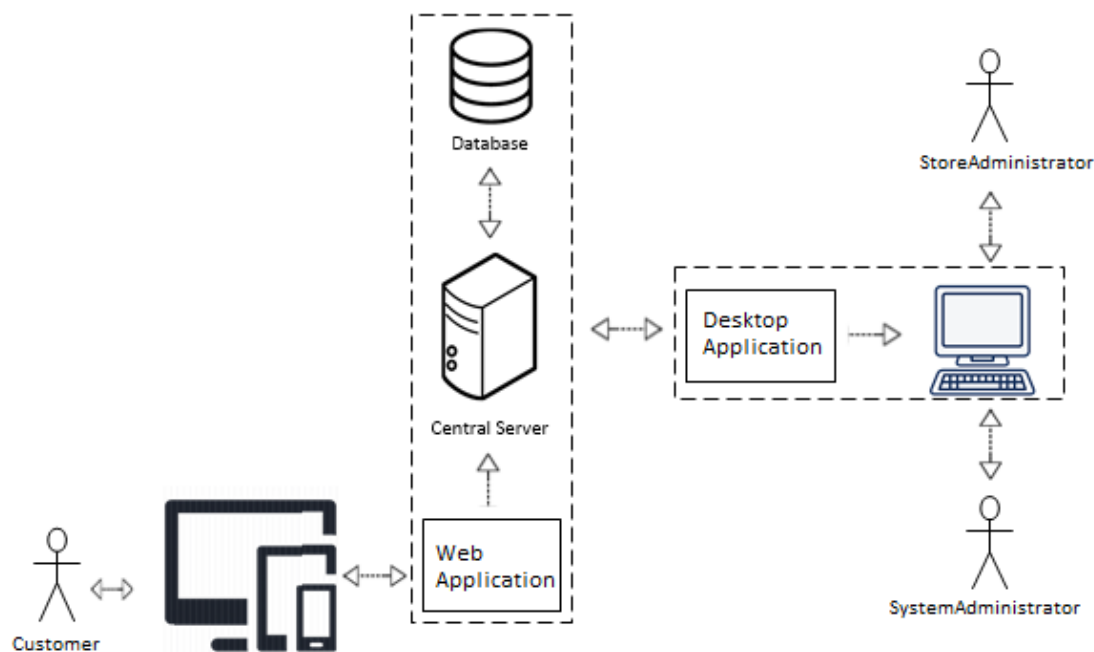 Database
StoreAdministrator
Desktop
Application
Central Server
Web
Application
SystemAdministrator
Customer